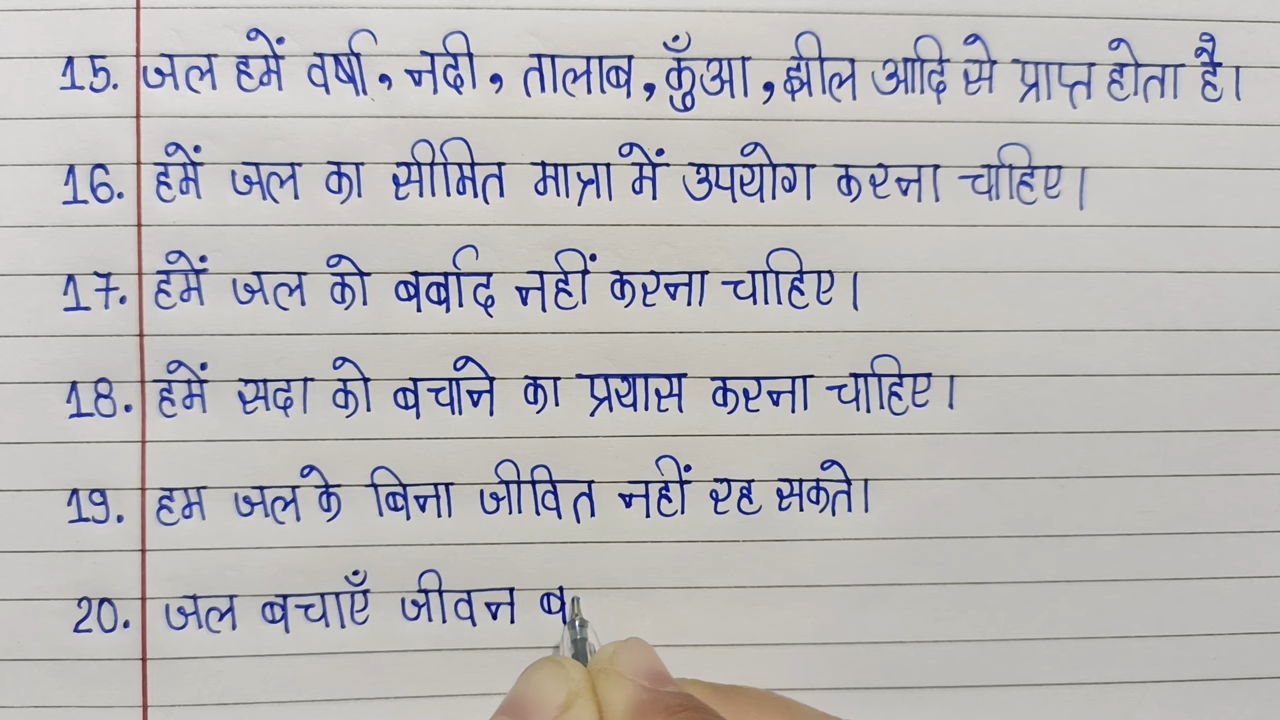 15. जल हमें वर्षा, नदी, तालाब, कुँआ, झील आदि से प्राप्त होता है।
16. हमें जल का सीमित मात्रा में उपयोग करना चाहिए।
17. हमें जल को बर्बाद नहीं करना चाहिए।
18. हमें सदा को बचाने का प्रयास करना चाहिए।
19. हम जल के बिना जीवित नहीं रह सकते।
20. जल बचाएँ जीवन ब